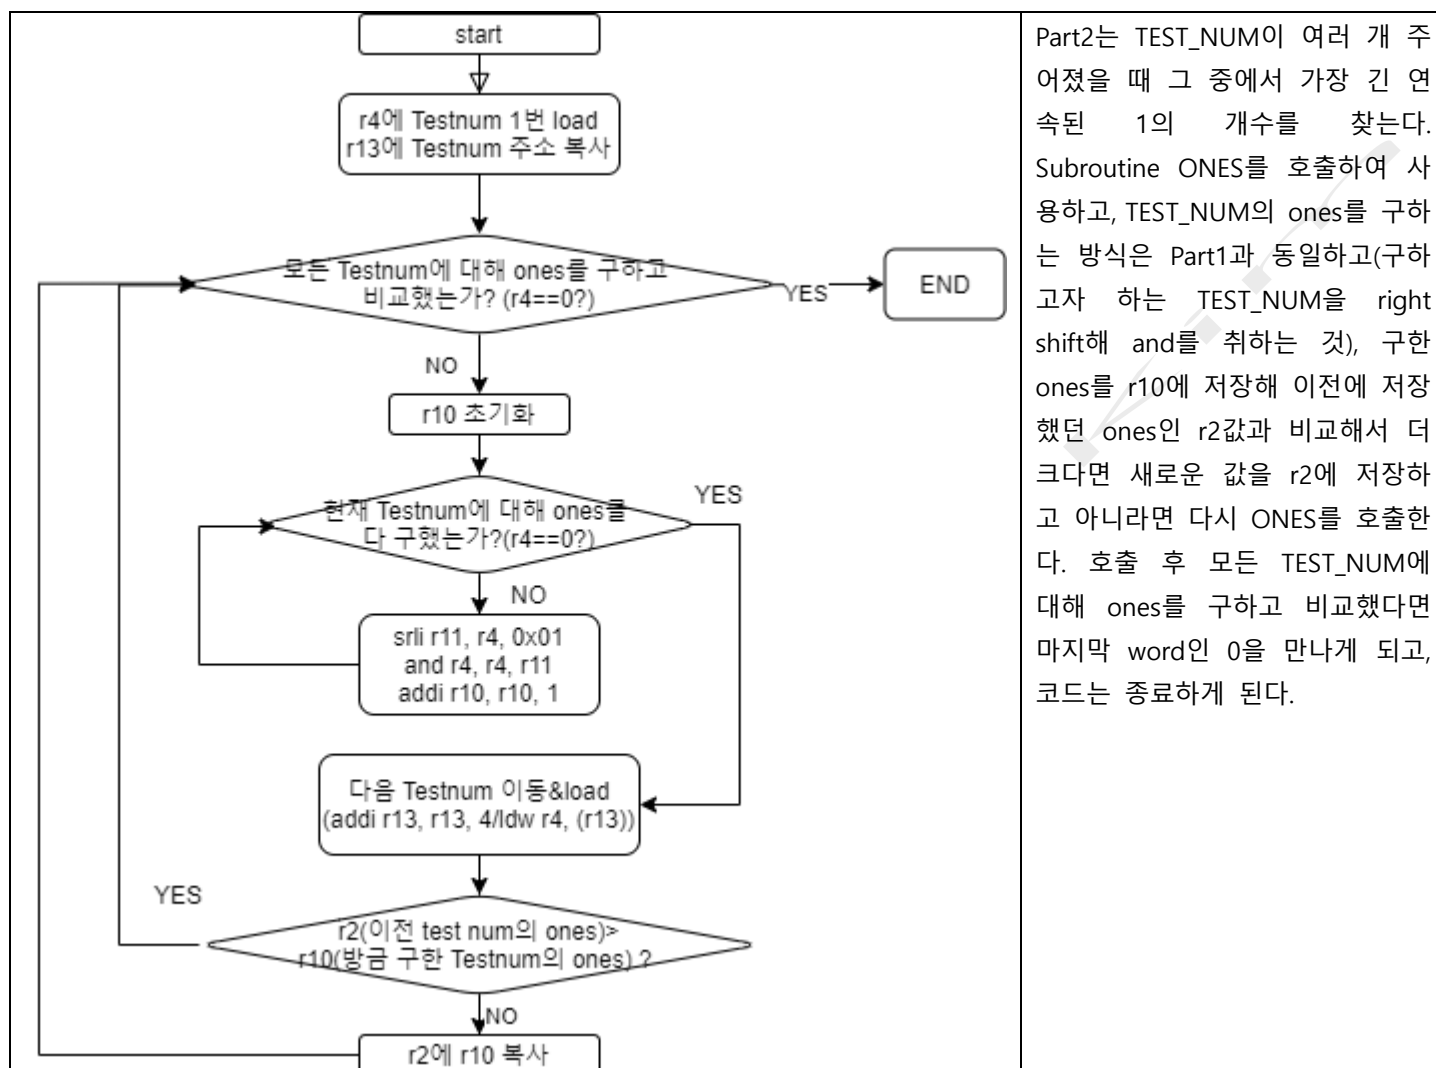 start
r4에 Testnum 1번 load
r13에 Testnum 주소 복사
모든 Testnum에 대해 ones를 구하고
비교했는가? (r4==0?)
YES
END
NO
r10 초기화
현재 Testnum에 대해 ones를
다 구했는가?(r4==0?)
YES
NO
srli r11, r4, 0x01
and r4, r4, r11
addi r10, r10, 1
다음 Testnum 이동&load
(addi r13, r13, 4/ldw r4, (r13))
YES
r2(이전 test num의 ones)>
r10(방금 구한 Testnum의 ones) ?
NO
r2에 r10 복사
Part2는 TEST_NUM이 여러 개 주
어졌을 때 그 중에서 가장 긴 연
속된 1의 개수를 찾는다.
Subroutine ONES를 호출하여 사
용하고, TEST_NUM의 ones를 구하
는 방식은 Part1과 동일하고(구하
고자 하는 TEST_NUM을 right
shift해 and를 취하는 것), 구한
ones를 r10에 저장해 이전에 저장
했던 ones인 r2값과 비교해서 더
크다면 새로운 값을 r2에 저장하
고 아니라면 다시 ONES를 호출한
다. 호출 후 모든 TEST_NUM에
대해 ones를 구하고 비교했다면
마지막 word인 0을 만나게 되고,
코드는 종료하게 된다.